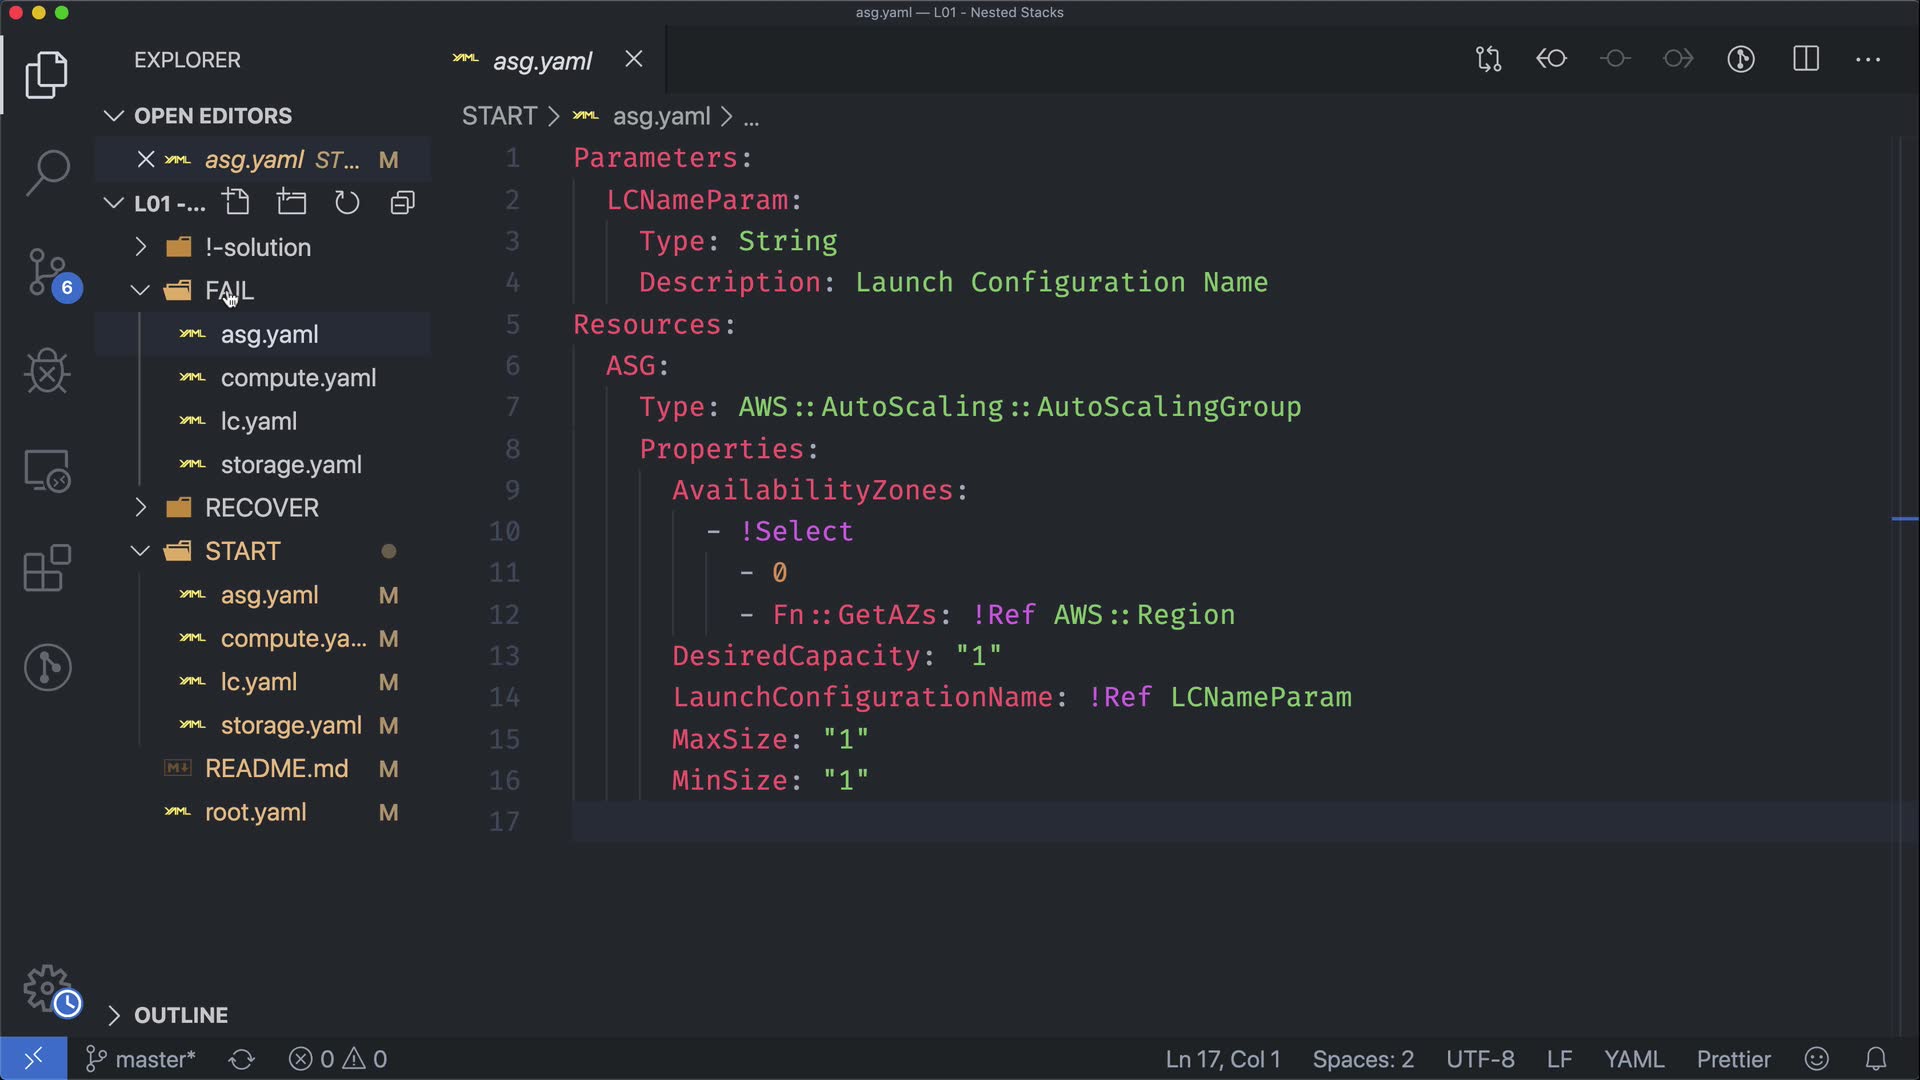 asg.yaml — L01 - Nested Stacks
EXPLORER
asg.yaml
OPEN EDITORS
asg.yaml ST... M
L01 -...
!-solution
FAIL
asg.yaml
compute.yaml
lc.yaml
storage.yaml
RECOVER
START
asg.yaml M
compute.ya... M
lc.yaml M
storage.yaml M
README.md M
root.yaml M
OUTLINE
6
START > asg.yaml > ...
1 Parameters:
2 LCNameParam:
3 Type: String
4 Description: Launch Configuration Name
5 Resources:
6 ASG:
7 Type: AWS::AutoScaling::AutoScalingGroup
8 Properties:
9 AvailabilityZones:
10 - !Select
11 - 0
12 - Fn::GetAZs: !Ref AWS::Region
13 DesiredCapacity: "1"
14 LaunchConfigurationName: !Ref LCNameParam
15 MaxSize: "1"
16 MinSize: "1"
17
master* 0 0 Ln 17, Col 1 Spaces: 2 UTF-8 LF YAML Prettier